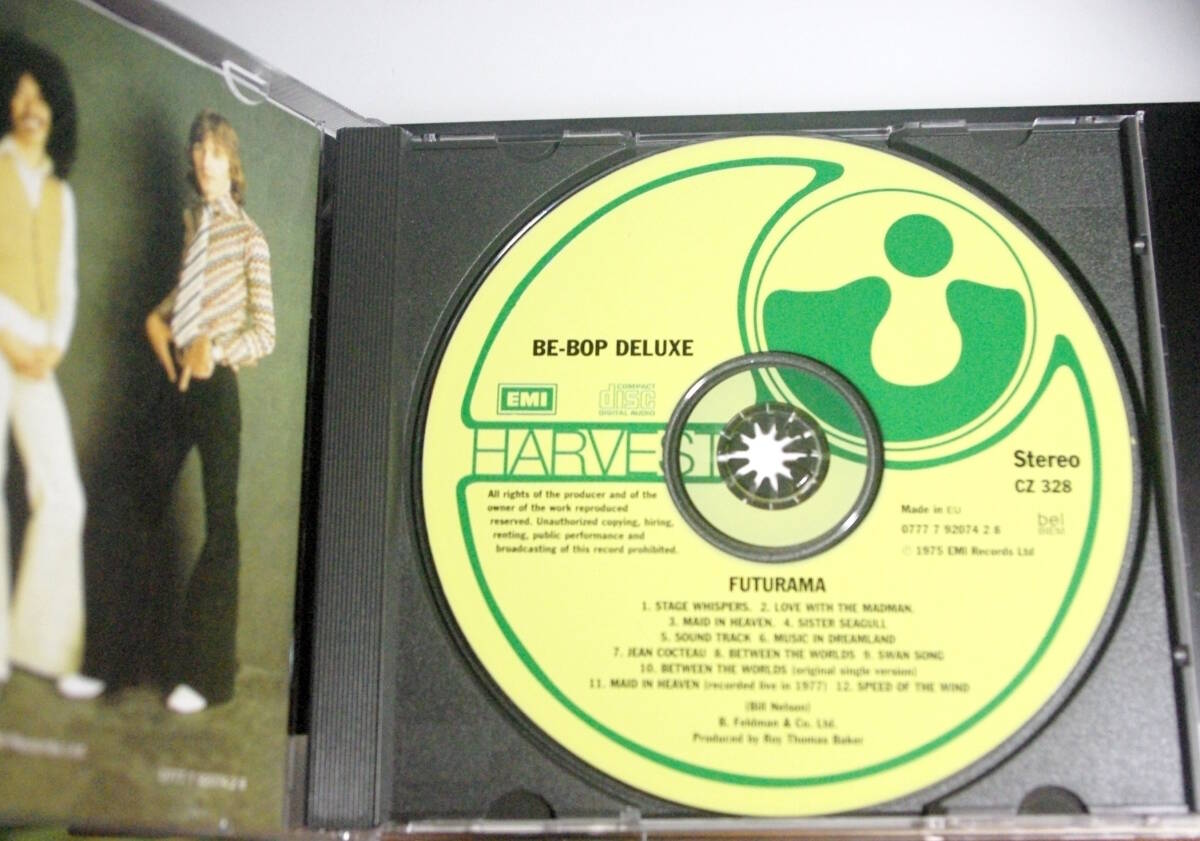 BE-BOP DELUXE
EMI
COMPACT
disc
DIGITAL AUDIO
HARVEST
All rights of the producer and of the
owner of the work reproduced
reserved. Unauthorized copying, hiring,
renting, public performance and
broadcasting of this record prohibited.
Stereo
CZ 328
Made in EU
0777 7 92074 2 8
℗ 1975 EMI Records Ltd
bel
BIEM
FUTURAMA
1. STAGE WHISPERS. 2. LOVE WITH THE MADMAN.
3. MAID IN HEAVEN. 4. SISTER SEAGULL
5. SOUND TRACK 6. MUSIC IN DREAMLAND
7. JEAN COCTEAU 8. BETWEEN THE WORLDS 9. SWAN SONG
10. BETWEEN THE WORLDS (original single version)
11. MAID IN HEAVEN (recorded live in 1977) 12. SPEED OF THE WIND
(Bill Nelson)
B. Feldman & Co. Ltd.
Produced by Roy Thomas Baker